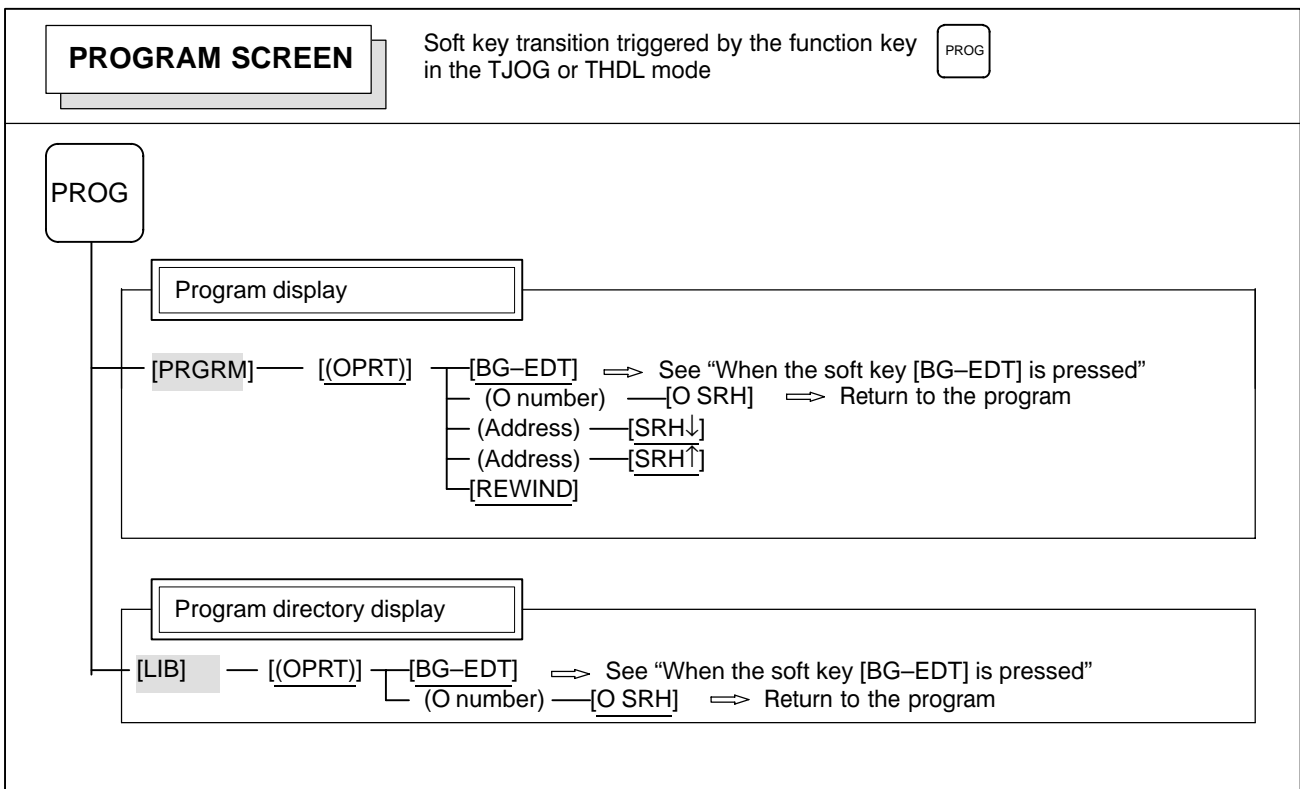 PROGRAM SCREEN
Soft key transition triggered by the function key
in the TJOG or THDL mode
PROG
PROG
Program display
[PRGRM] [(OPRT)] [BG–EDT] See “When the soft key [BG–EDT] is pressed”
(O number) [O SRH] Return to the program
(Address) [SRH↓]
(Address) [SRH↑]
[REWIND]
Program directory display
[LIB] [(OPRT)] [BG–EDT] See “When the soft key [BG–EDT] is pressed”
(O number) [O SRH] Return to the program